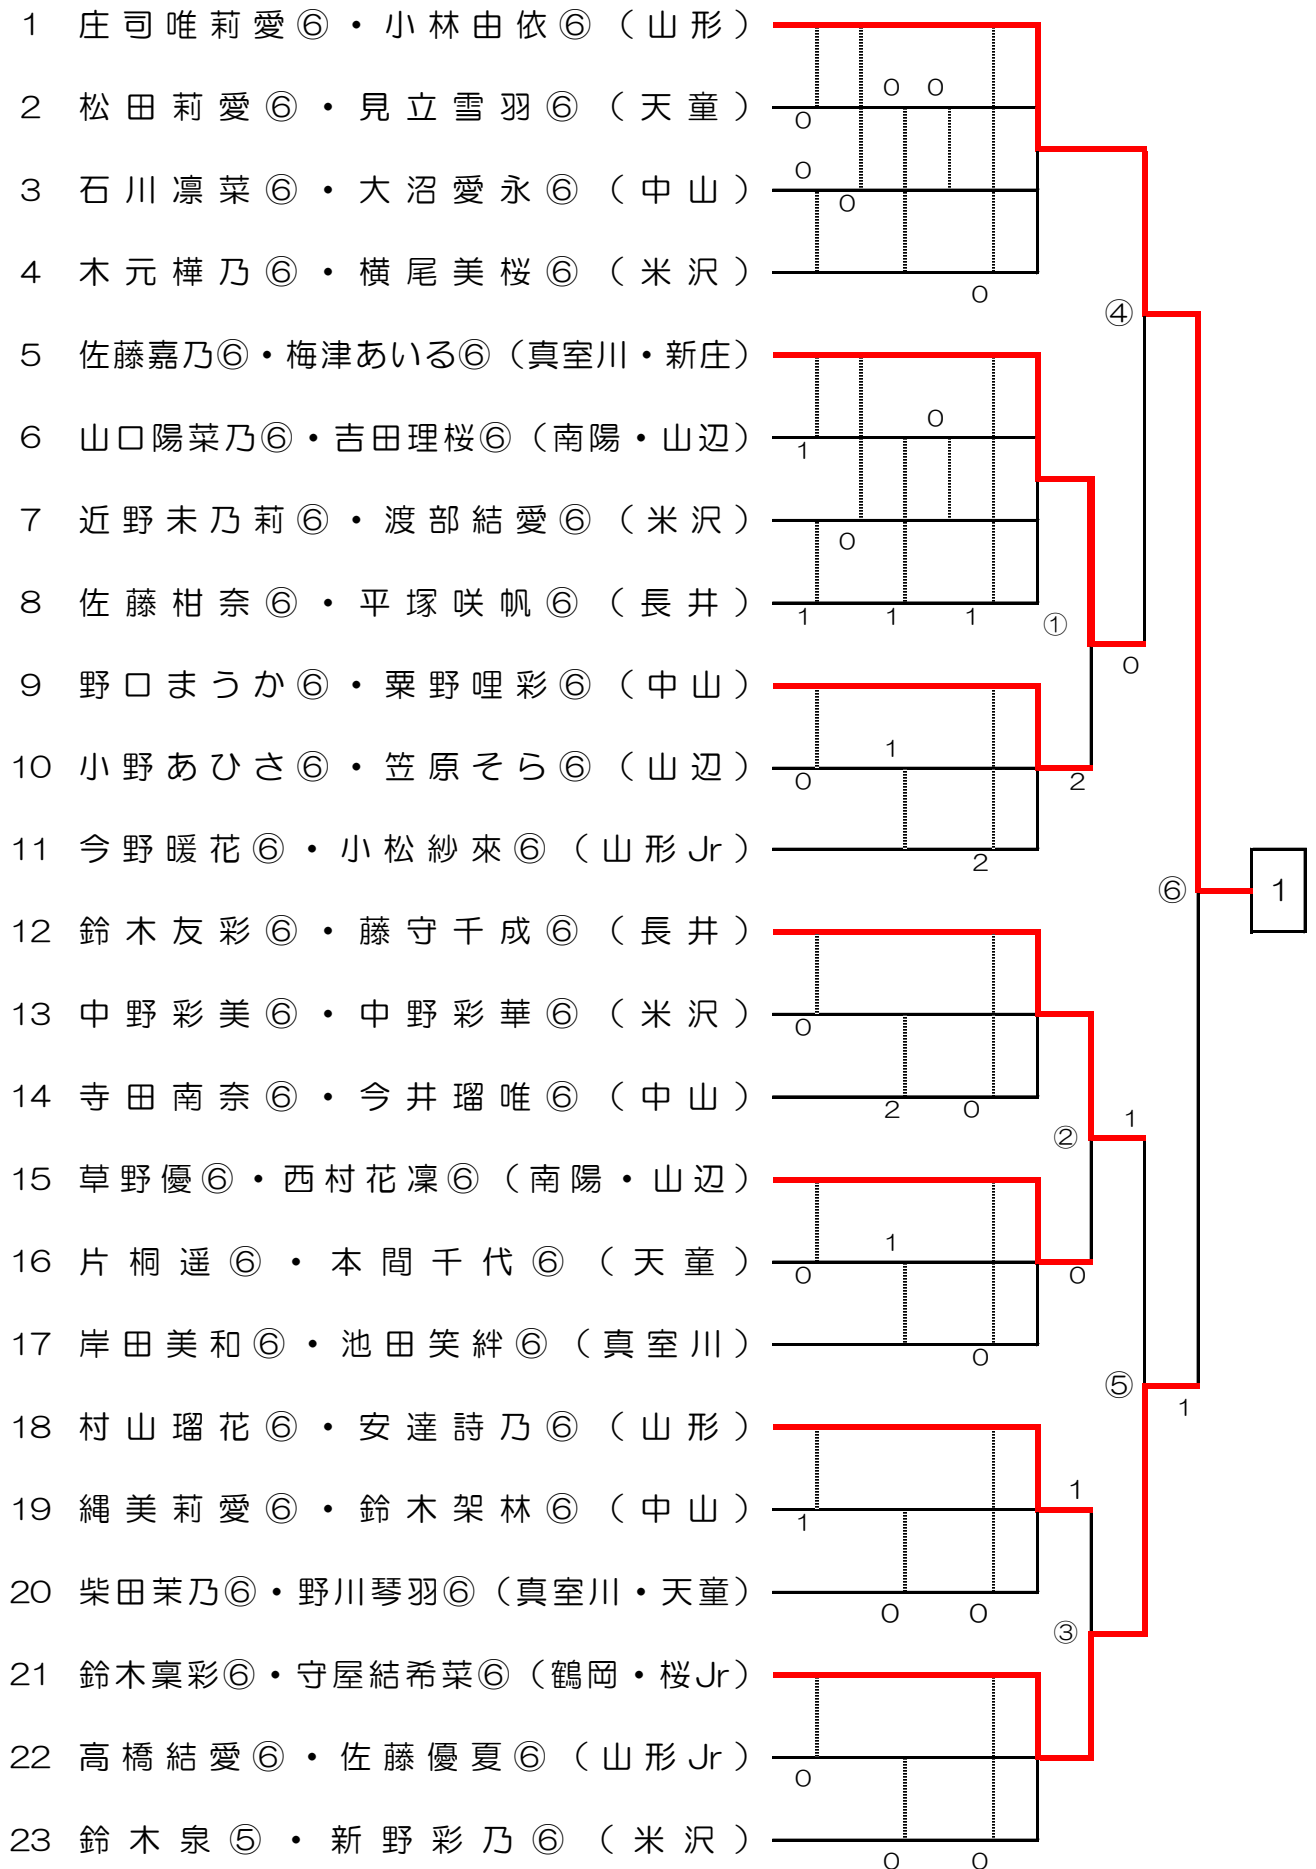 1 庄司唯莉愛⑥・小林由依⑥（山形）
0 0
2 松田莉愛⑥・見立雪羽⑥（天童）
0
0
3 石川凛菜⑥・大沼愛永⑥（中山）
0
4 木元樺乃⑥・横尾美桜⑥（米沢）
0
④
5 佐藤嘉乃⑥・梅津あいる⑥（真室川・新庄）
0
6 山口陽菜乃⑥・吉田理桜⑥（南陽・山辺）
1
7 近野未乃莉⑥・渡部結愛⑥（米沢）
0
8 佐藤柑奈⑥・平塚咲帆⑥（長井）
1 1 1 ①
0
9 野口まうか⑥・粟野哩彩⑥（中山）
1
10 小野あひさ⑥・笠原そら⑥（山辺）
0 2
11 今野暖花⑥・小松紗來⑥（山形Jr）
2
⑥ 1
12 鈴木友彩⑥・藤守千成⑥（長井）
13 中野彩美⑥・中野彩華⑥（米沢）
0
14 寺田南奈⑥・今井瑠唯⑥（中山）
2 0 1
②
15 草野優⑥・西村花凜⑥（南陽・山辺）
1
16 片桐遥⑥・本間千代⑥（天童）
0 0
17 岸田美和⑥・池田笑絆⑥（真室川）
0
⑤ 1
18 村山瑠花⑥・安達詩乃⑥（山形）
1
19 縄美莉愛⑥・鈴木架林⑥（中山）
1
20 柴田茉乃⑥・野川琴羽⑥（真室川・天童）
0 0
③
21 鈴木稟彩⑥・守屋結希菜⑥（鶴岡・桜Jr）
22 高橋結愛⑥・佐藤優夏⑥（山形Jr）
0
23 鈴木泉⑤・新野彩乃⑥（米沢）
0 0